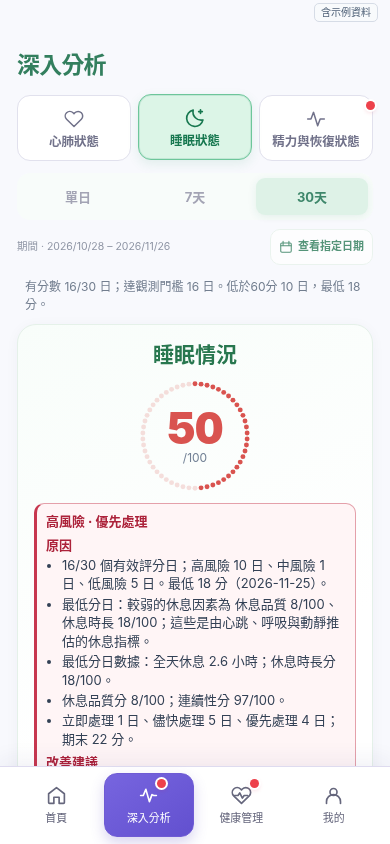 含示例資料
深入分析
心肺狀態
睡眠狀態
精力與恢復狀態
單日
7天
30天
期間 · 2026/10/28 – 2026/11/26
查看指定日期
有分數 16/30 日；達觀測門檻 16 日。低於60分 10 日，最低 18
分。
睡眠情況
50
/100
高風險 · 優先處理
原因
• 16/30 個有效評分日；高風險 10 日、中風險 1
日、低風險 5 日。最低 18 分（2026-11-25）。
• 最低分日：較弱的休息因素為 休息品質 8/100、
休息時長 18/100；這些是由心跳、呼吸與動靜推
估的休息指標。
• 最低分日數據：全天休息 2.6 小時；休息時長分
18/100。
• 休息品質分 8/100；連續性分 97/100。
• 立即處理 1 日、儘快處理 5 日、優先處理 4 日；
期末 22 分。
改善建議
首頁
深入分析
健康管理
我的